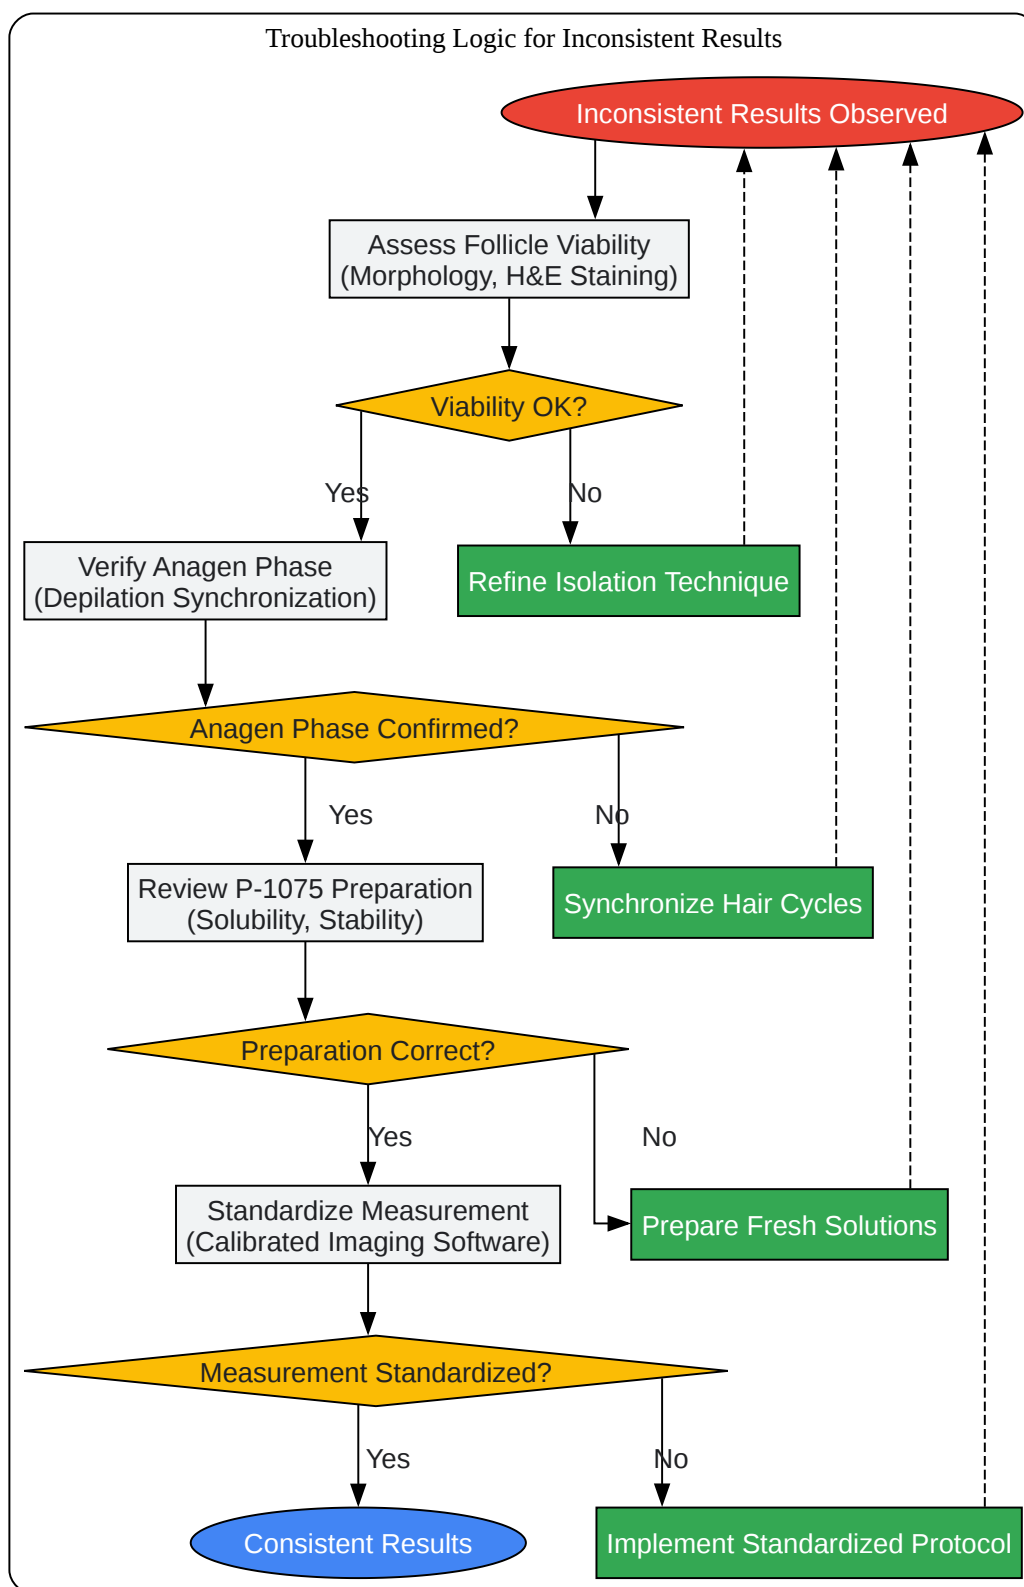 Troubleshooting Logic for Inconsistent Results
Inconsistent Results Observed
Assess Follicle Viability
(Morphology, H&E Staining)
Viability OK?
Yes
No
Verify Anagen Phase
(Depilation Synchronization)
Refine Isolation Technique
Anagen Phase Confirmed?
Yes
No
Review P-1075 Preparation
(Solubility, Stability)
Synchronize Hair Cycles
Preparation Correct?
Yes
No
Standardize Measurement
(Calibrated Imaging Software)
Prepare Fresh Solutions
Measurement Standardized?
Yes
No
Consistent Results
Implement Standardized Protocol